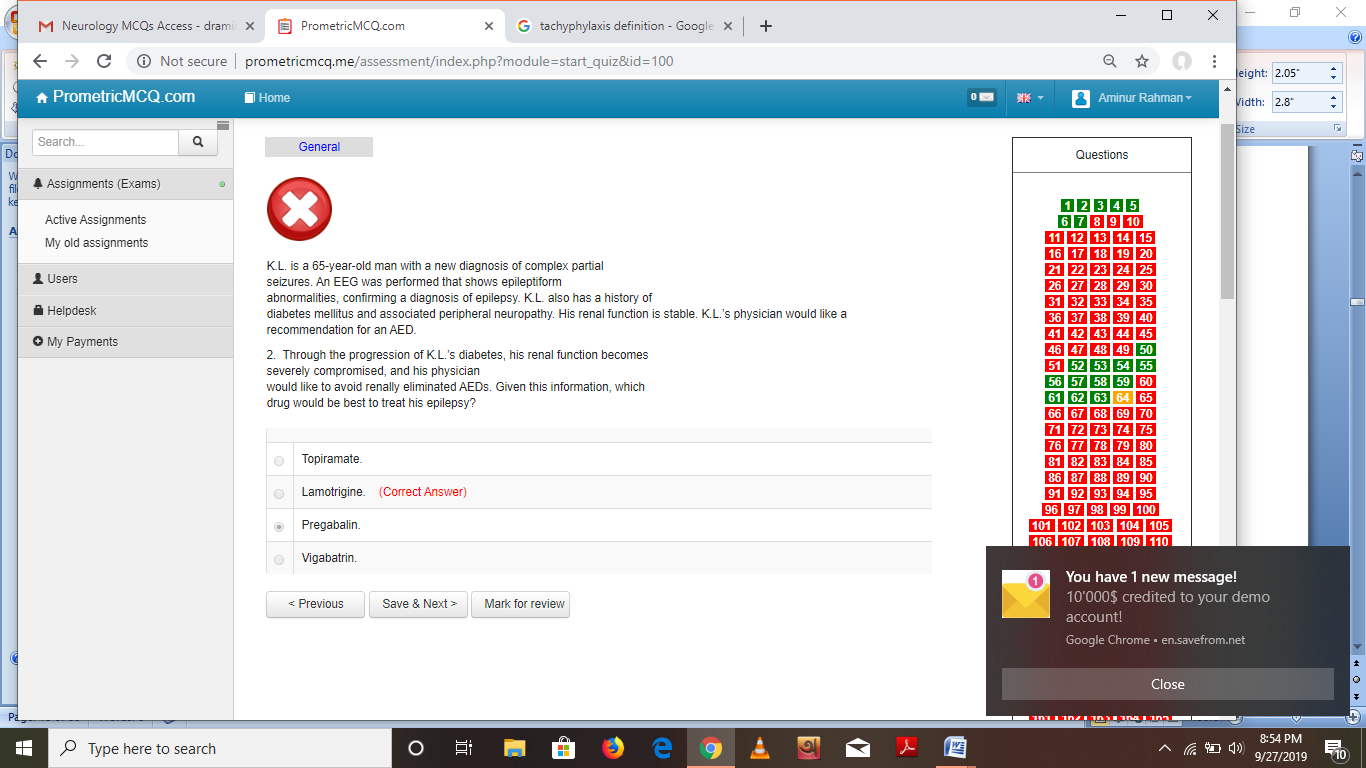 Neurology MCQs Access - drami
PrometricMCQ.com
tachyphylaxis definition - Google
Not secure | prometricmcq.me/assessment/index.php?module=start_quiz&id=100
eight: 2.05"
Vidth: 2.8"
Size
PrometricMCQ.com
Home
0
Aminur Rahman
Search...
Assignments (Exams)
Active Assignments
My old assignments
Users
Helpdesk
My Payments
General
K.L. is a 65-year-old man with a new diagnosis of complex partial
seizures. An EEG was performed that shows epileptiform
abnormalities, confirming a diagnosis of epilepsy. K.L. also has a history of
diabetes mellitus and associated peripheral neuropathy. His renal function is stable. K.L.’s physician would like a
recommendation for an AED.
2. Through the progression of K.L.’s diabetes, his renal function becomes
severely compromised, and his physician
would like to avoid renally eliminated AEDs. Given this information, which
drug would be best to treat his epilepsy?
Topiramate.
Lamotrigine. (Correct Answer)
Pregabalin.
Vigabatrin.
< Previous
Save & Next >
Mark for review
Questions
1 2 3 4 5
6 7 8 9 10
11 12 13 14 15
16 17 18 19 20
21 22 23 24 25
26 27 28 29 30
31 32 33 34 35
36 37 38 39 40
41 42 43 44 45
46 47 48 49 50
51 52 53 54 55
56 57 58 59 60
61 62 63 64 65
66 67 68 69 70
71 72 73 74 75
76 77 78 79 80
81 82 83 84 85
86 87 88 89 90
91 92 93 94 95
96 97 98 99 100
101 102 103 104 105
106 107 108 109 110
1
You have 1 new message!
10'000$ credited to your demo
account!
Google Chrome • en.savefrom.net
Close
Type here to search
8:54 PM
9/27/2019
10